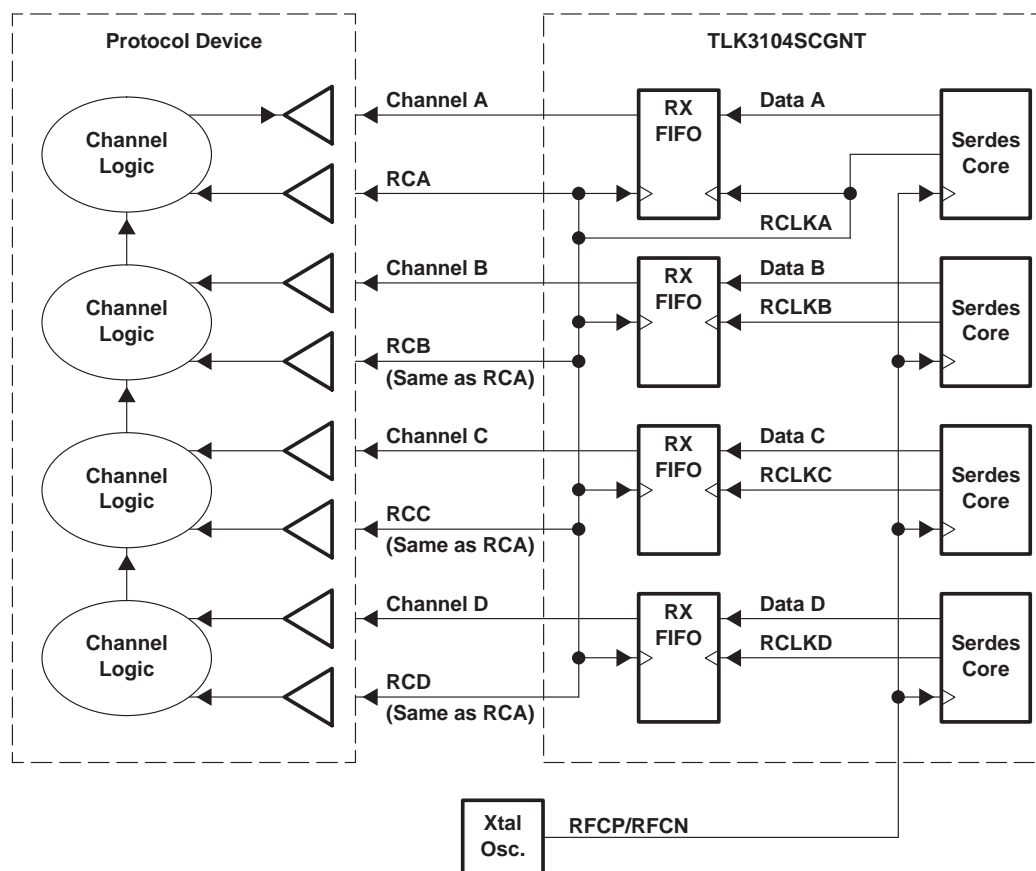 Protocol Device
TLK3104SCGNT
Channel
Logic
Channel A
RCA
RX
FIFO
Data A
RCLKA
Serdes
Core
Channel
Logic
Channel B
RCB
(Same as RCA)
RX
FIFO
Data B
RCLKB
Serdes
Core
Channel
Logic
Channel C
RCC
(Same as RCA)
RX
FIFO
Data C
RCLKC
Serdes
Core
Channel
Logic
Channel D
RCD
(Same as RCA)
RX
FIFO
Data D
RCLKD
Serdes
Core
Xtal
Osc.
RFCP/RFCN